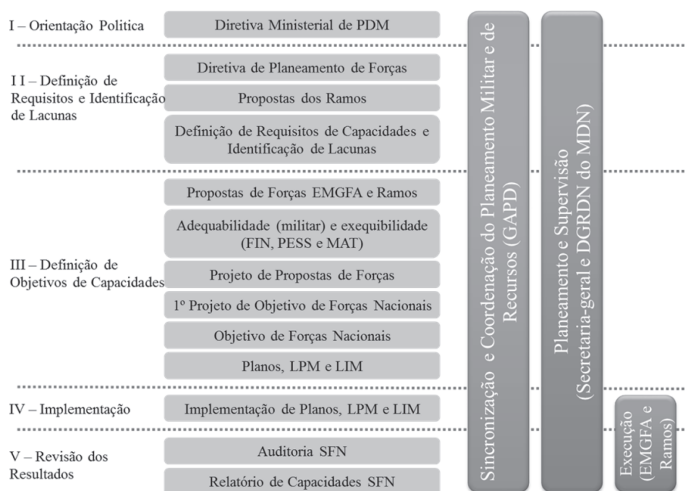 I – Orientação Politica
Diretiva Ministerial de PDM
I I – Definição de
Requisitos e Identificação
de Lacunas
Diretiva de Planeamento de Forças
Propostas dos Ramos
Definição de Requisitos de Capacidades e
Identificação de Lacunas
III – Definição de
Objetivos de Capacidades
Propostas de Forças EMGFA e Ramos
Adequabilidade (militar) e exequibilidade
(FIN, PESS e MAT)
Projeto de Propostas de Forças
1º Projeto de Objetivo de Forças Nacionais
Objetivo de Forças Nacionais
Planos, LPM e LIM
IV – Implementação
Implementação de Planos, LPM e LIM
V – Revisão dos
Resultados
Auditoria SFN
Relatório de Capacidades SFN
Sincronização e Coordenação do Planeamento Militar e de
Recursos (GAPD)
Planeamento e Supervisão
(Secretaria-geral e DGRDN do MDN)
Execução
(EMGFA e
Ramos)